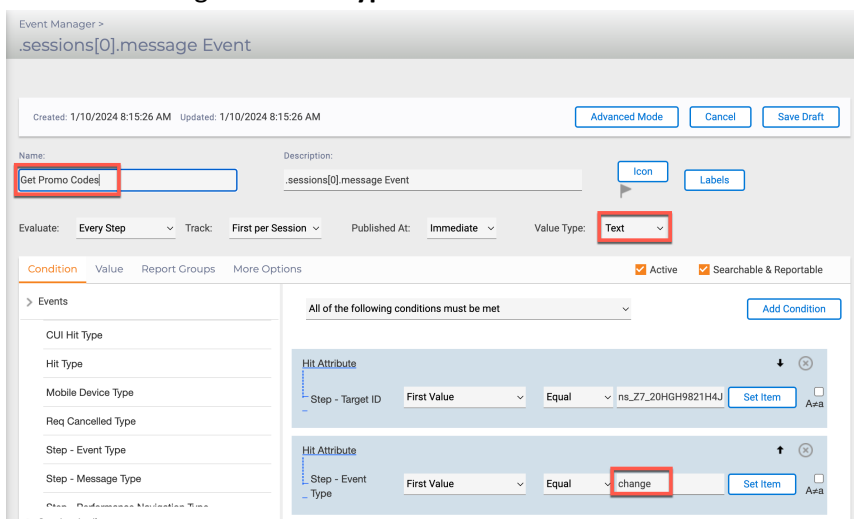 Event Manager >
.sessions[0].message Event
Created: 1/10/2024 8:15:26 AM Updated: 1/10/2024 8:15:26 AM
Advanced Mode Cancel Save Draft
Name: Description:
Get Promo Codes .sessions[0].message Event Icon Labels
Evaluate: Every Step Track: First per Session Published At: Immediate Value Type: Text
Condition Value Report Groups More Options Active Searchable & Reportable
Events All of the following conditions must be met Add Condition
CUI Hit Type
Hit Type
Mobile Device Type
Req Cancelled Type
Step - Event Type
Step - Message Type
Step - Performance Navigation Type
Hit Attribute
Step - Target ID First Value Equal ns_Z7_20HGH9821H4J Set Item A≠a
Hit Attribute
Step - Event Type First Value Equal change Set Item A≠a